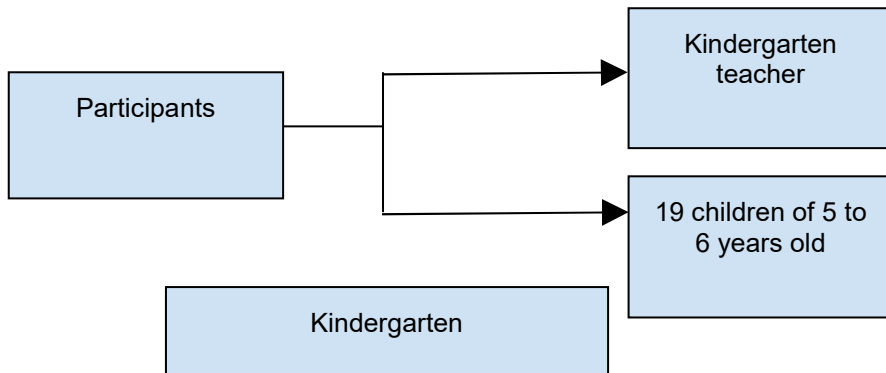 Participants
Kindergarten
teacher
19 children of 5 to
6 years old
Kindergarten